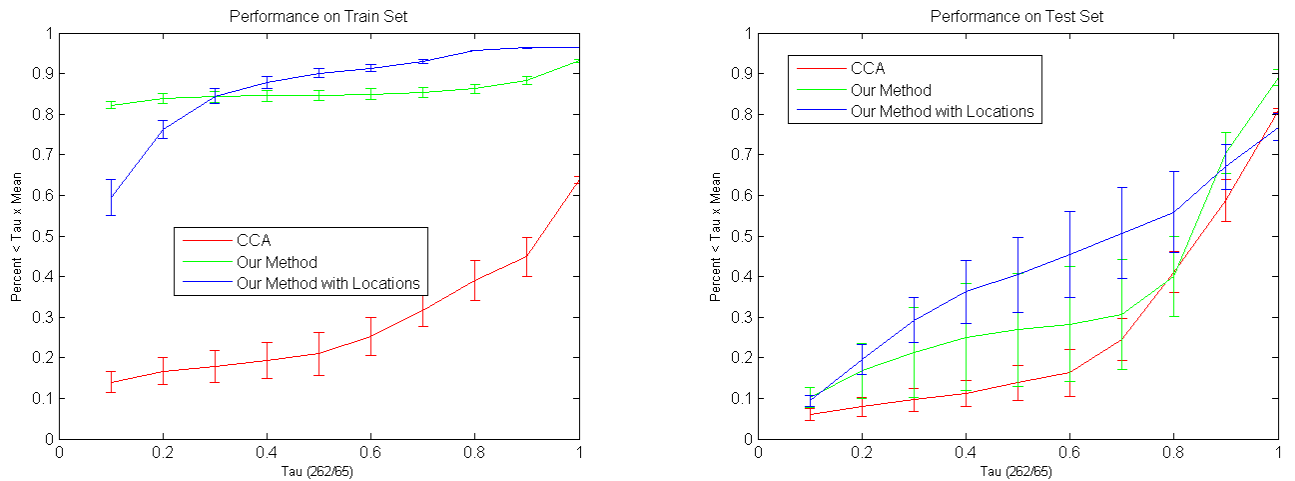 Performance on Train Set
Percent < Tau x Mean
1
0.9
0.8
0.7
0.6
0.5
0.4
0.3
0.2
0.1
0
CCA
Our Method
Our Method with Locations
0
0.2
0.4
0.6
0.8
1
Tau (262/65)
Performance on Test Set
Percent < Tau x Mean
1
0.9
0.8
0.7
0.6
0.5
0.4
0.3
0.2
0.1
0
CCA
Our Method
Our Method with Locations
0
0.2
0.4
0.6
0.8
1
Tau (262/65)